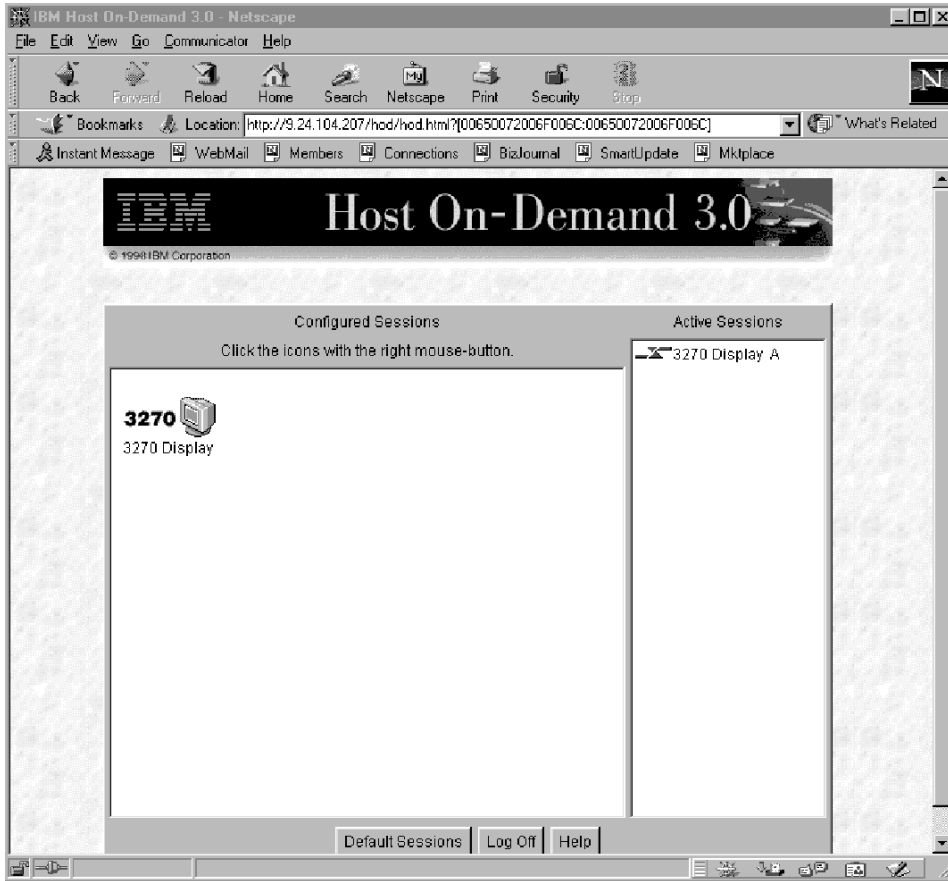 IBM Host On-Demand 3.0 - Netscape
File Edit View Go Communicator Help
Back Forward Reload Home Search Netscape Print Security Stop
My
N
Bookmarks Location: http://9.24.104.207/hod/hod.html?[00650072006F006C:00650072006F006C] What's Related
Instant Message WebMail Members Connections BizJournal SmartUpdate Mktplace
IBM Host On-Demand 3.0
© 1998 IBM Corporation
Configured Sessions
Active Sessions
Click the icons with the right mouse-button.
3270 Display A
3270
3270 Display
Default Sessions Log Off Help